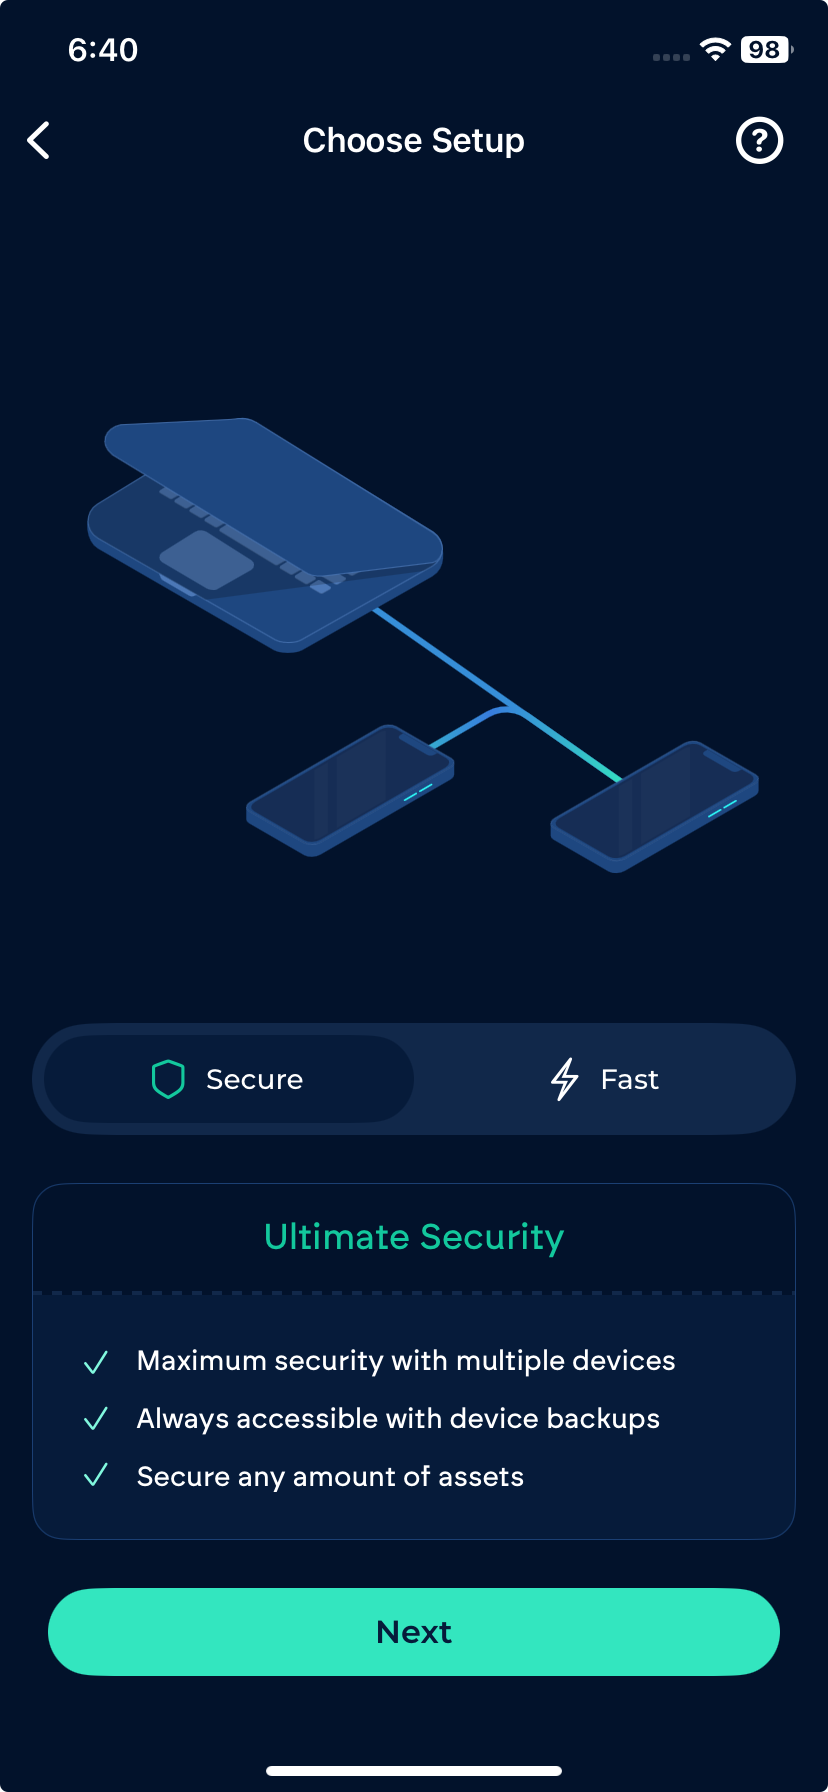 6:40
98
Choose Setup
?
Secure
Fast
Ultimate Security
Maximum security with multiple devices
Always accessible with device backups
Secure any amount of assets
Next